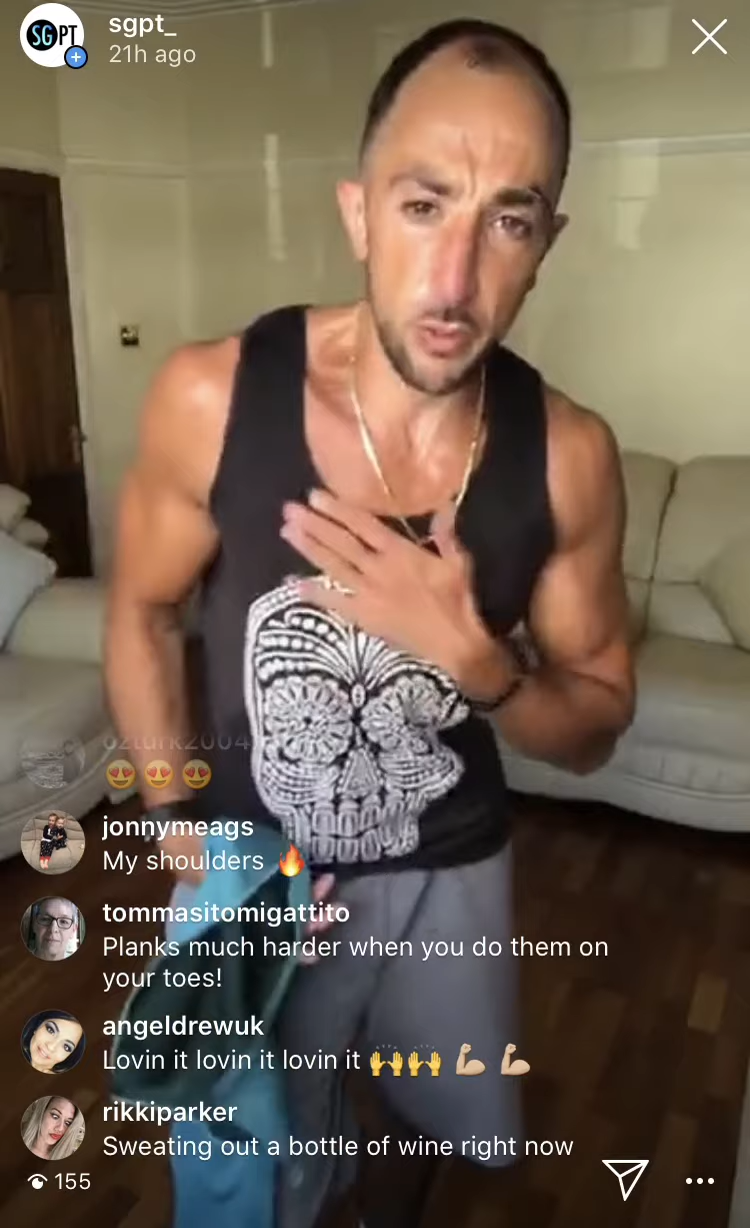 SGPT
sgpt_
21h ago
ozturk2004
😍 😍 😍
jonnymeags
My shoulders 🔥
tommasitomigattito
Planks much harder when you do them on
your toes!
angeldrewuk
Lovin it lovin it lovin it 🙌🏼🙌🏼 💪🏼 💪🏼
rikkiparker
Sweating out a bottle of wine right now
155